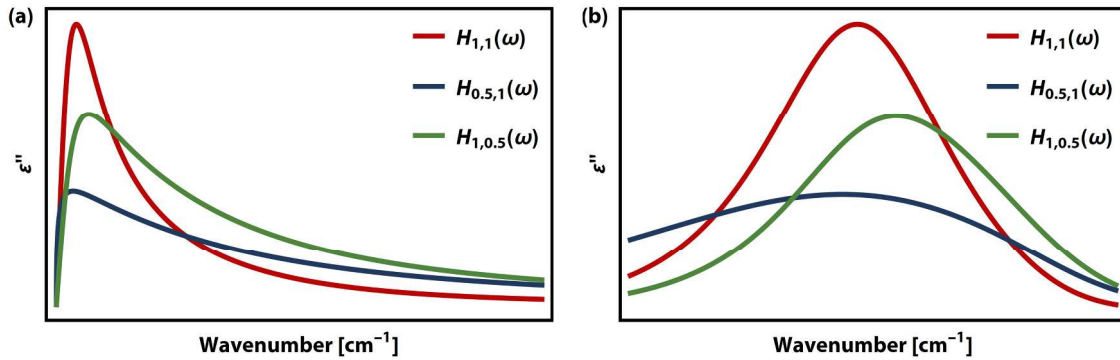 (a)
H₁,₁(ω)
H₀.₅,₁(ω)
H₁,₀.₅(ω)
ε"
Wavenumber [cm⁻¹]
(b)
H₁,₁(ω)
H₀.₅,₁(ω)
H₁,₀.₅(ω)
ε"
Wavenumber [cm⁻¹]